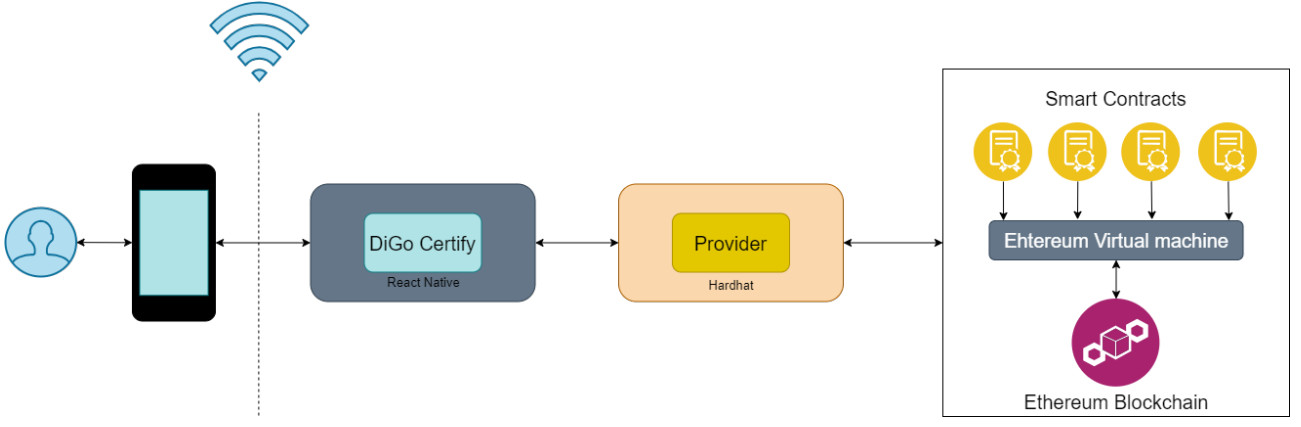 Smart Contracts
DiGo Certify
React Native
Provider
Hardhat
Ehtereum Virtual machine
Ethereum Blockchain